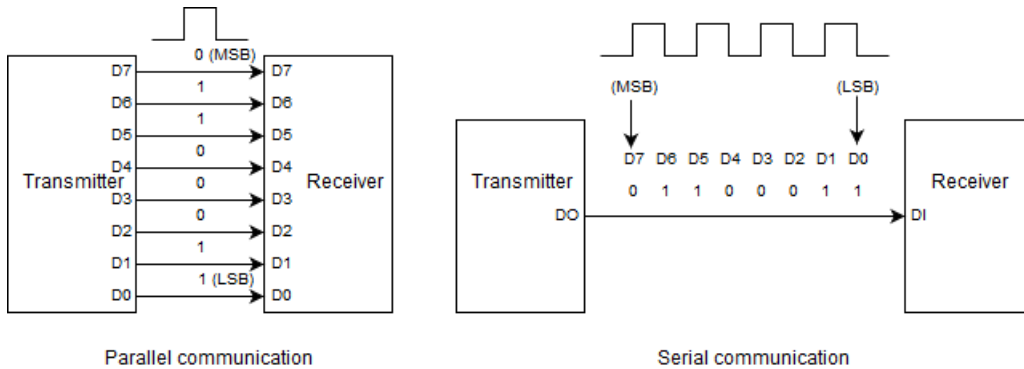 0 (MSB)
D7 D7
1
D6 D6
1
D5 D5
0
D4 D4
Transmitter Receiver
0
D3 D3
0
D2 D2
1
D1 D1
1 (LSB)
D0 D0
Parallel communication
(MSB) (LSB)
D7 D6 D5 D4 D3 D2 D1 D0
Transmitter Receiver
0 1 1 0 0 0 1 1
DO DI
Serial communication